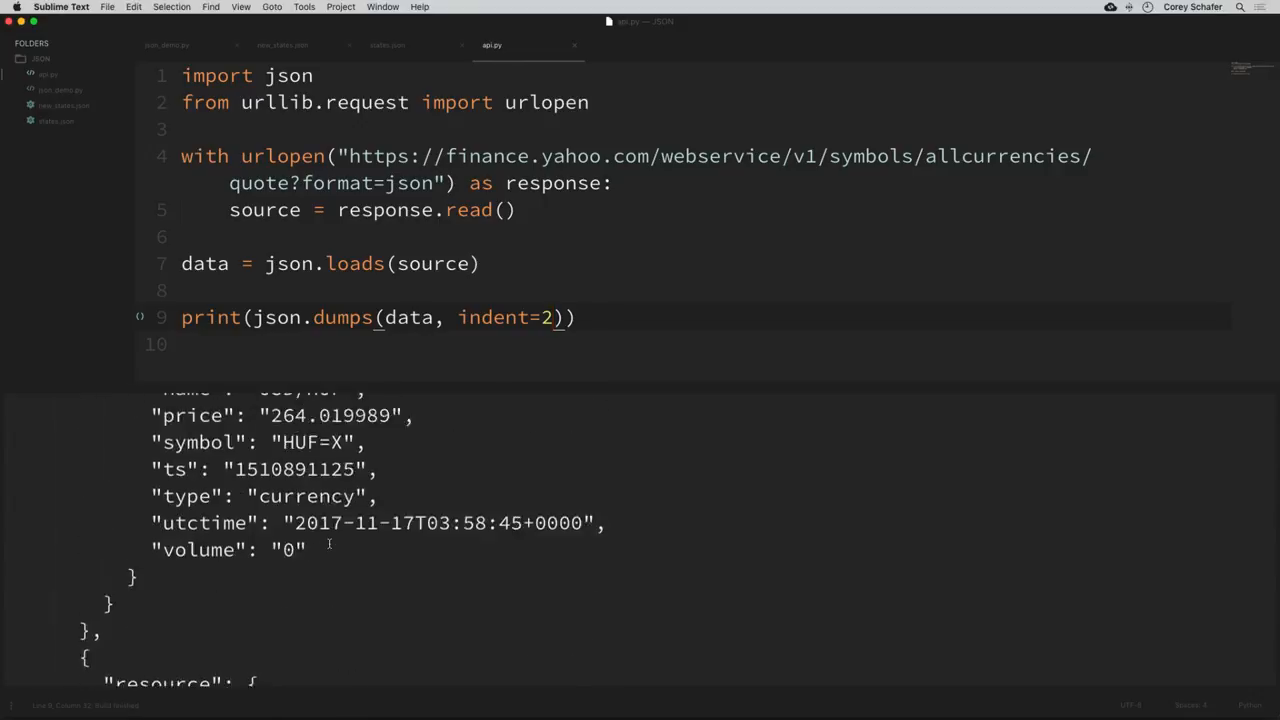 Sublime Text File Edit Selection Find View Goto Tools Project Window Help Corey Schafer
api.py — JSON
FOLDERS
JSON
api.py
json_demo.py
new_states.json
states.json
json_demo.py new_states.json states.json api.py
1 import json
2 from urllib.request import urlopen
3
4 with urlopen("https://finance.yahoo.com/webservice/v1/symbols/allcurrencies/
quote?format=json") as response:
5 source = response.read()
6
7 data = json.loads(source)
8
9 print(json.dumps(data, indent=2))
10
"price": "264.019989",
"symbol": "HUF=X",
"ts": "1510891125",
"type": "currency",
"utctime": "2017-11-17T03:58:45+0000",
"volume": "0"
}
}
},
{
"resource": {
Line 9, Column 32; Build finished UTF-8 Spaces: 4 Python